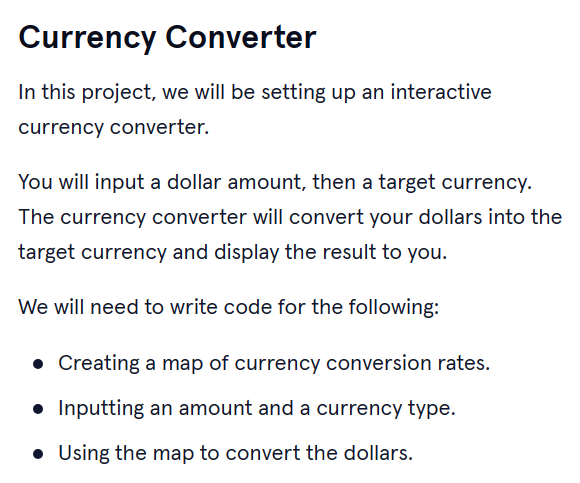 Currency Converter
In this project, we will be setting up an interactive
currency converter.
You will input a dollar amount, then a target currency.
The currency converter will convert your dollars into the
target currency and display the result to you.
We will need to write code for the following:
● Creating a map of currency conversion rates.
● Inputting an amount and a currency type.
● Using the map to convert the dollars.